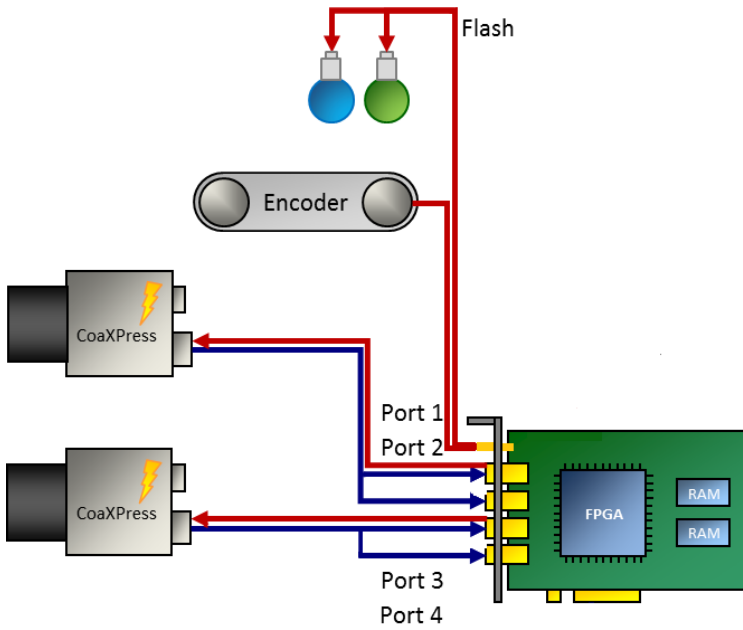 Flash
Encoder
CoaXPress
Port 1
Port 2
CoaXPress
FPGA
RAM
RAM
Port 3
Port 4